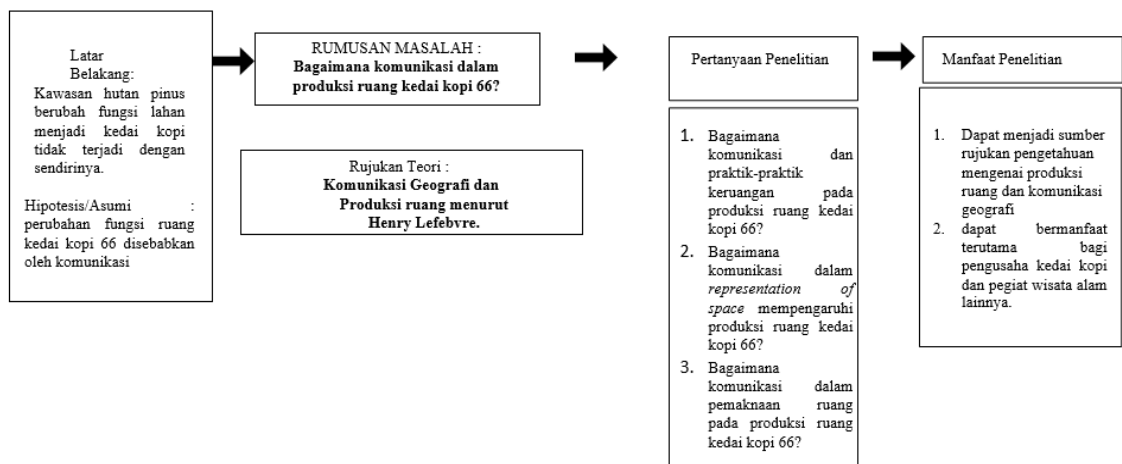 Latar
Belakang:
Kawasan hutan pinus
berubah fungsi lahan
menjadi kedai kopi
tidak terjadi dengan
sendirinya.
Hipotesis/Asumi :
perubahan fungsi ruang
kedai kopi 66 disebabkan
oleh komunikasi
RUMUSAN MASALAH :
Bagaimana komunikasi dalam
produksi ruang kedai kopi 66?
Rujukan Teori :
Komunikasi Geografi dan
Produksi ruang menurut
Henry Lefebvre.
Pertanyaan Penelitian
1. Bagaimana
komunikasi dan
praktik-praktik
keruangan pada
produksi ruang kedai
kopi 66?
2. Bagaimana
komunikasi dalam
representation of
space mempengaruhi
produksi ruang kedai
kopi 66?
3. Bagaimana
komunikasi dalam
pemaknaan ruang
pada produksi ruang
kedai kopi 66?
Manfaat Penelitian
1. Dapat menjadi sumber
rujukan pengetahuan
mengenai produksi
ruang dan komunikasi
geografi
2. dapat bermanfaat
terutama bagi
pengusaha kedai kopi
dan pegiat wisata alam
lainnya.